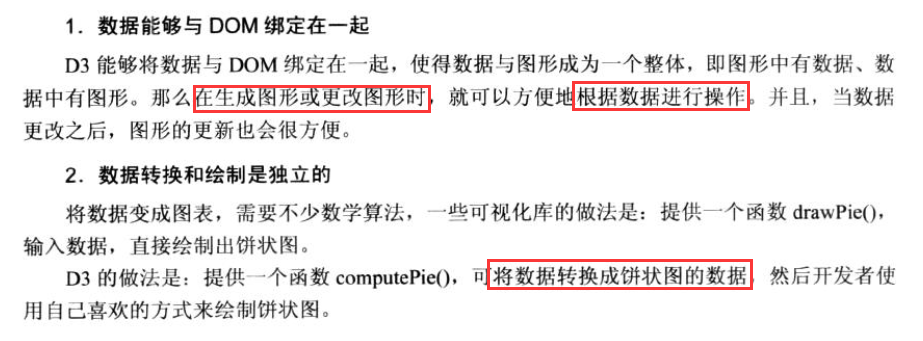 1．数据能够与 DOM 绑定在一起
D3 能够将数据与 DOM 绑定在一起，使得数据与图形成为一个整体，即图形中有数据、数
据中有图形。那么在生成图形或更改图形时，就可以方便地根据数据进行操作。并且，当数据
更改之后，图形的更新也会很方便。
2．数据转换和绘制是独立的
将数据变成图表，需要不少数学算法，一些可视化库的做法是：提供一个函数 drawPie()，
输入数据，直接绘制出饼状图。
D3 的做法是：提供一个函数 computePie()，可将数据转换成饼状图的数据，然后开发者使
用自己喜欢的方式来绘制饼状图。